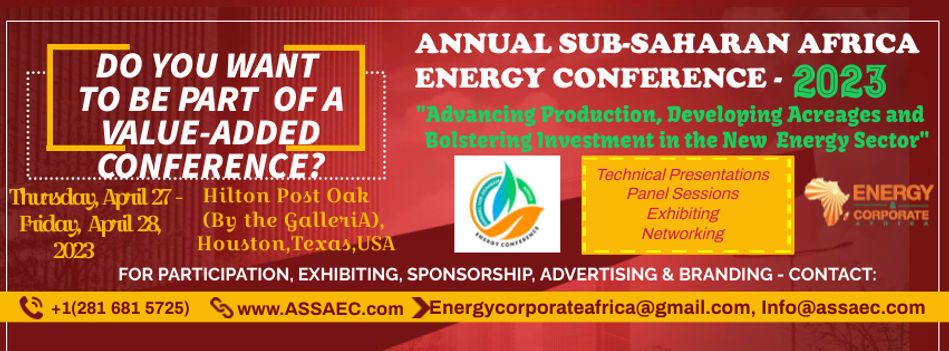 DO YOU WANT
TO BE PART OF A
VALUE-ADDED
CONFERENCE?
Thursday, April 27 -
Friday, April 28,
2023
Hilton Post Oak
(By the GalleriA),
Houston,Texas,USA
ANNUAL SUB-SAHARAN AFRICA
ENERGY CONFERENCE - 2023
"Advancing Production, Developing Acreages and
Bolstering Investment in the New Energy Sector"
ENERGY CONFERENCE
Technical Presentations
Panel Sessions
Exhibiting
Networking
ENERGY
&
CORPORATE
AFRICA
FOR PARTICIPATION, EXHIBITING, SPONSORSHIP, ADVERTISING & BRANDING - CONTACT:
+1(281 681 5725) www.ASSAEC.com Energycorporateafrica@gmail.com, Info@assaec.com